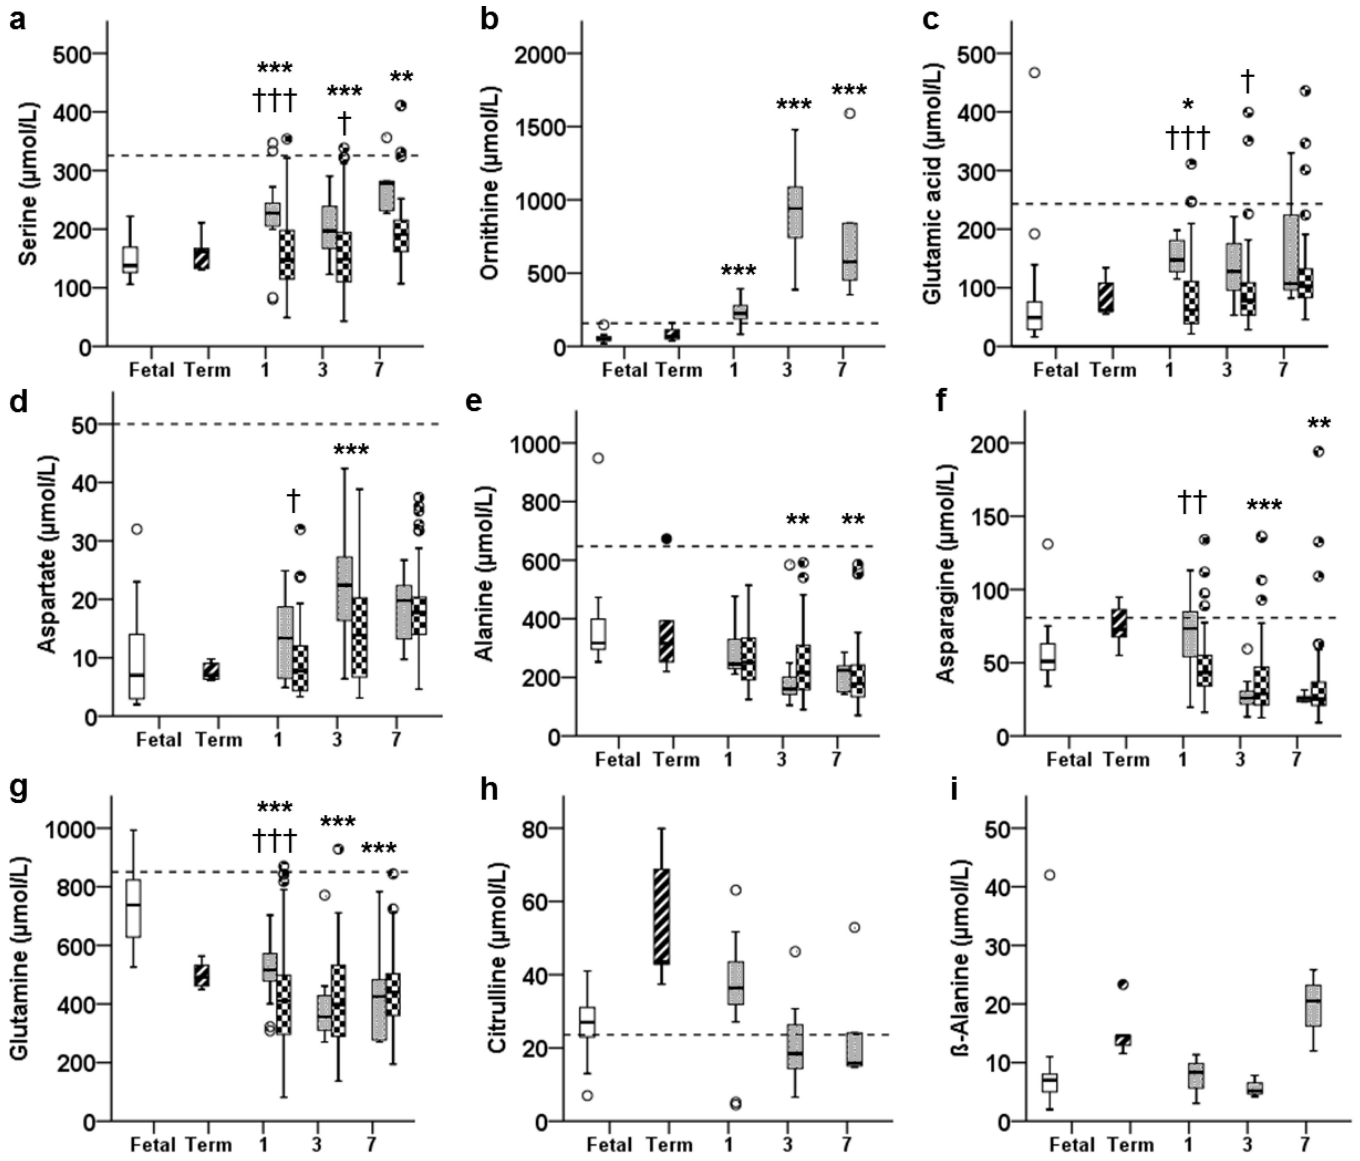 a
Serine (µmol/L)
500
400
300
200
100
0
***
†††
***
†
**
Fetal Term 1 3 7
b
Ornithine (µmol/L)
2000
1500
1000
500
0
***
***
***
Fetal Term 1 3 7
c
Glutamic acid (µmol/L)
500
400
300
200
100
0
*
†††
†
Fetal Term 1 3 7
d
Aspartate (µmol/L)
50
40
30
20
10
0
†
***
Fetal Term 1 3 7
e
Alanine (µmol/L)
1000
800
600
400
200
0
**
**
Fetal Term 1 3 7
f
Asparagine (µmol/L)
200
150
100
50
0
††
***
**
Fetal Term 1 3 7
g
Glutamine (µmol/L)
1000
800
600
400
200
0
***
†††
***
***
Fetal Term 1 3 7
h
Citrulline (µmol/L)
80
60
40
20
0
Fetal Term 1 3 7
i
ß-Alanine (µmol/L)
50
40
30
20
10
0
Fetal Term 1 3 7